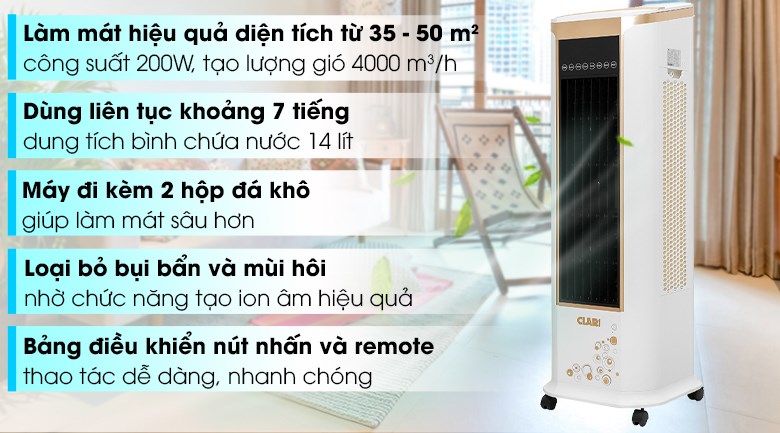 Làm mát hiệu quả diện tích từ 35 - 50 m²
công suất 200W, tạo lượng gió 4000 m³/h
Dùng liên tục khoảng 7 tiếng
dung tích bình chứa nước 14 lít
Máy đi kèm 2 hộp đá khô
giúp làm mát sâu hơn
Loại bỏ bụi bẩn và mùi hôi
nhờ chức năng tạo ion âm hiệu quả
Bảng điều khiển nút nhấn và remote
thao tác dễ dàng, nhanh chóng
CLARI